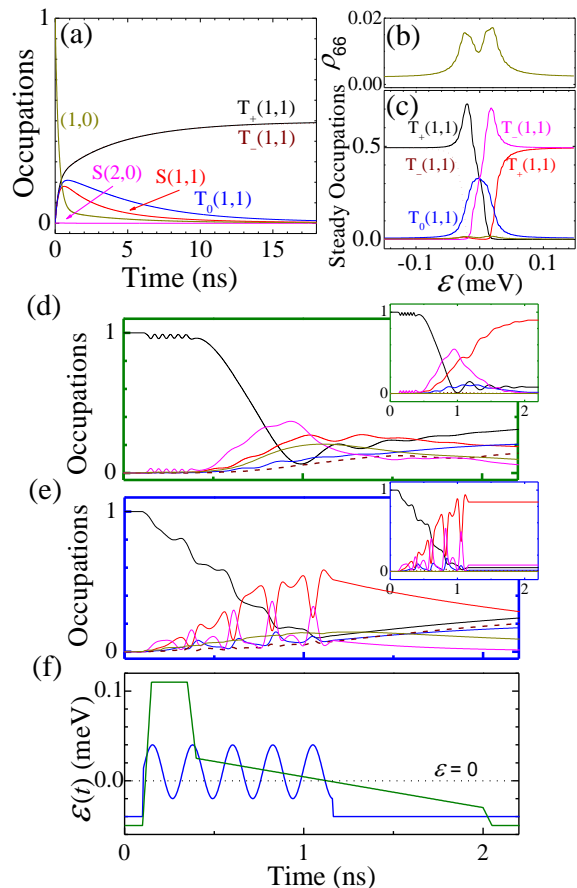 (a)
Occupations
1
0
(1,0)
S(2,0)
S(1,1)
T₊(1,1)
T₋(1,1)
T₀(1,1)
0 5 10 15
Time (ns)
(b)
ρ₆₆
0.02
0.00
(c)
Steady Occupations
0.5
0.0
T₊(1,1)
T₋(1,1)
T₋(1,1)
T₊(1,1)
T₀(1,1)
-0.1 0.0 0.1
ε (meV)
(d)
Occupations
1
0
1
0
0 1 2
(e)
Occupations
1
0
1
0
0 1 2
(f)
ε(t) (meV)
0.1
0.0
ε = 0
0 1 2
Time (ns)